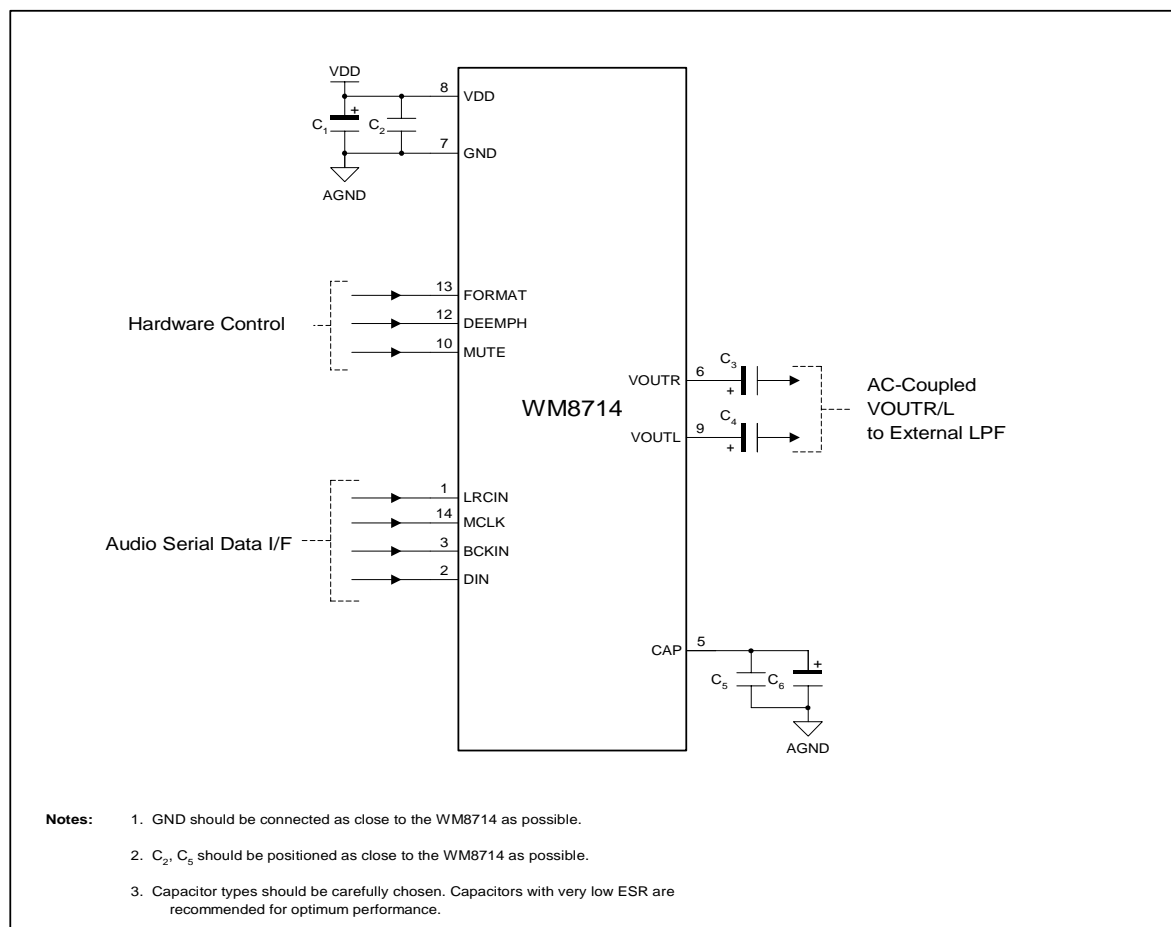 VDD
8
VDD
+
C1
C2
7
GND
AGND
13
FORMAT
Hardware Control
12
DEEMPH
10
MUTE
WM8714
VOUTR
6
C3
+
VOUTL
9
C4
+
AC-Coupled
VOUTR/L
to External LPF
Audio Serial Data I/F
1
LRCIN
14
MCLK
3
BCKIN
2
DIN
CAP
5
C5
C6
+
AGND
Notes:
1. GND should be connected as close to the WM8714 as possible.
2. C2, C5 should be positioned as close to the WM8714 as possible.
3. Capacitor types should be carefully chosen. Capacitors with very low ESR are
recommended for optimum performance.